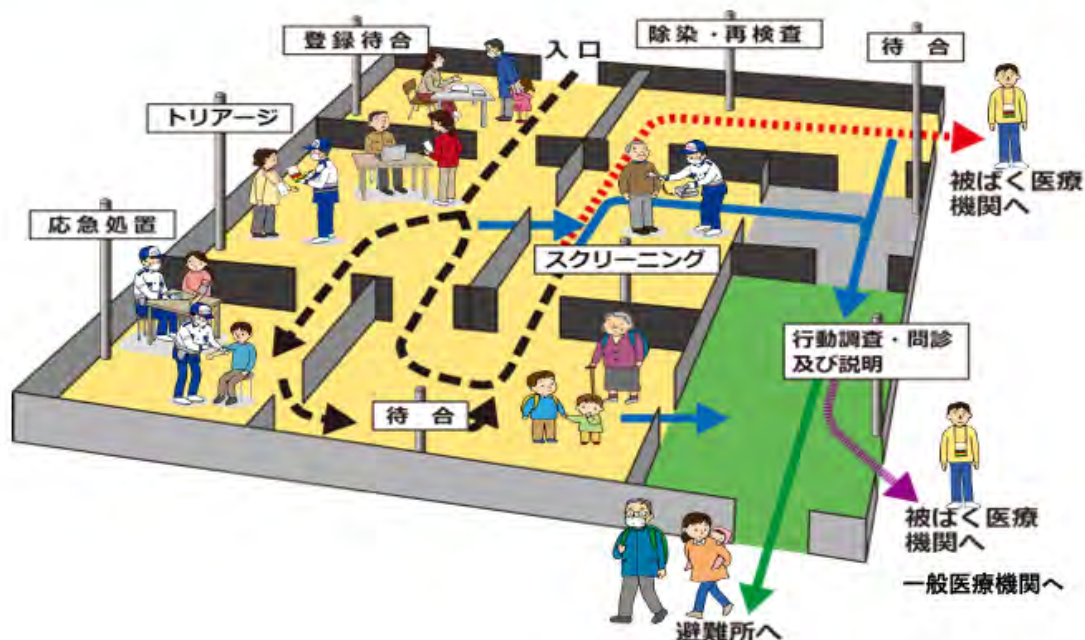 登録待合
入口
除染・再検査
待合
トリアージ
被ばく医療
機関へ
応急処置
スクリーニング
行動調査・問診
及び説明
待合
被ばく医療
機関へ
一般医療機関へ
避難所へ